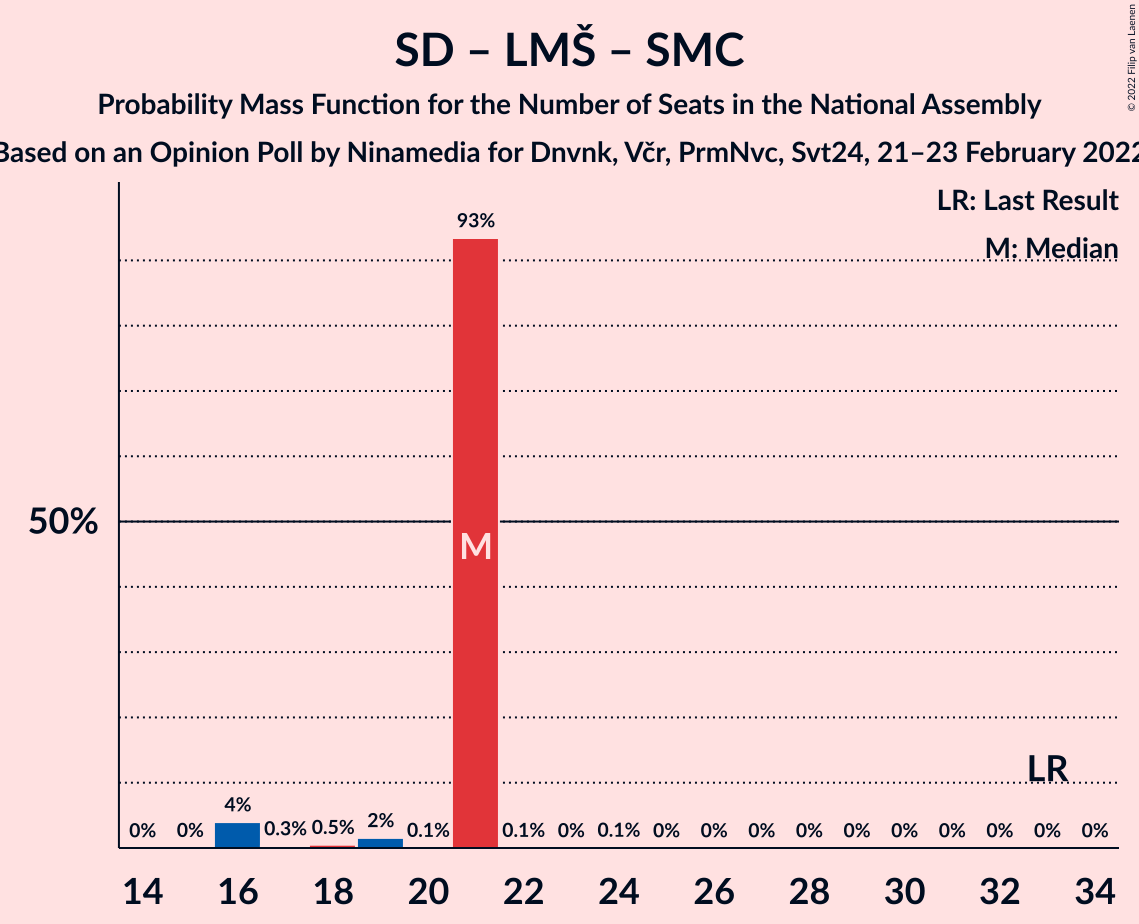 SD – LMŠ – SMC
Probability Mass Function for the Number of Seats in the National Assembly
Based on an Opinion Poll by Ninamedia for Dnvnk, Včr, PrmNvc, Svt24, 21–23 February 2022
© 2022 Filip van Laenen
LR: Last Result
M: Median
93%
50%
M
LR
4%
0% 0% 0.3% 0.5% 2% 0.1% 0.1% 0% 0.1% 0% 0% 0% 0% 0% 0% 0% 0% 0% 0%
14 16 18 20 22 24 26 28 30 32 34